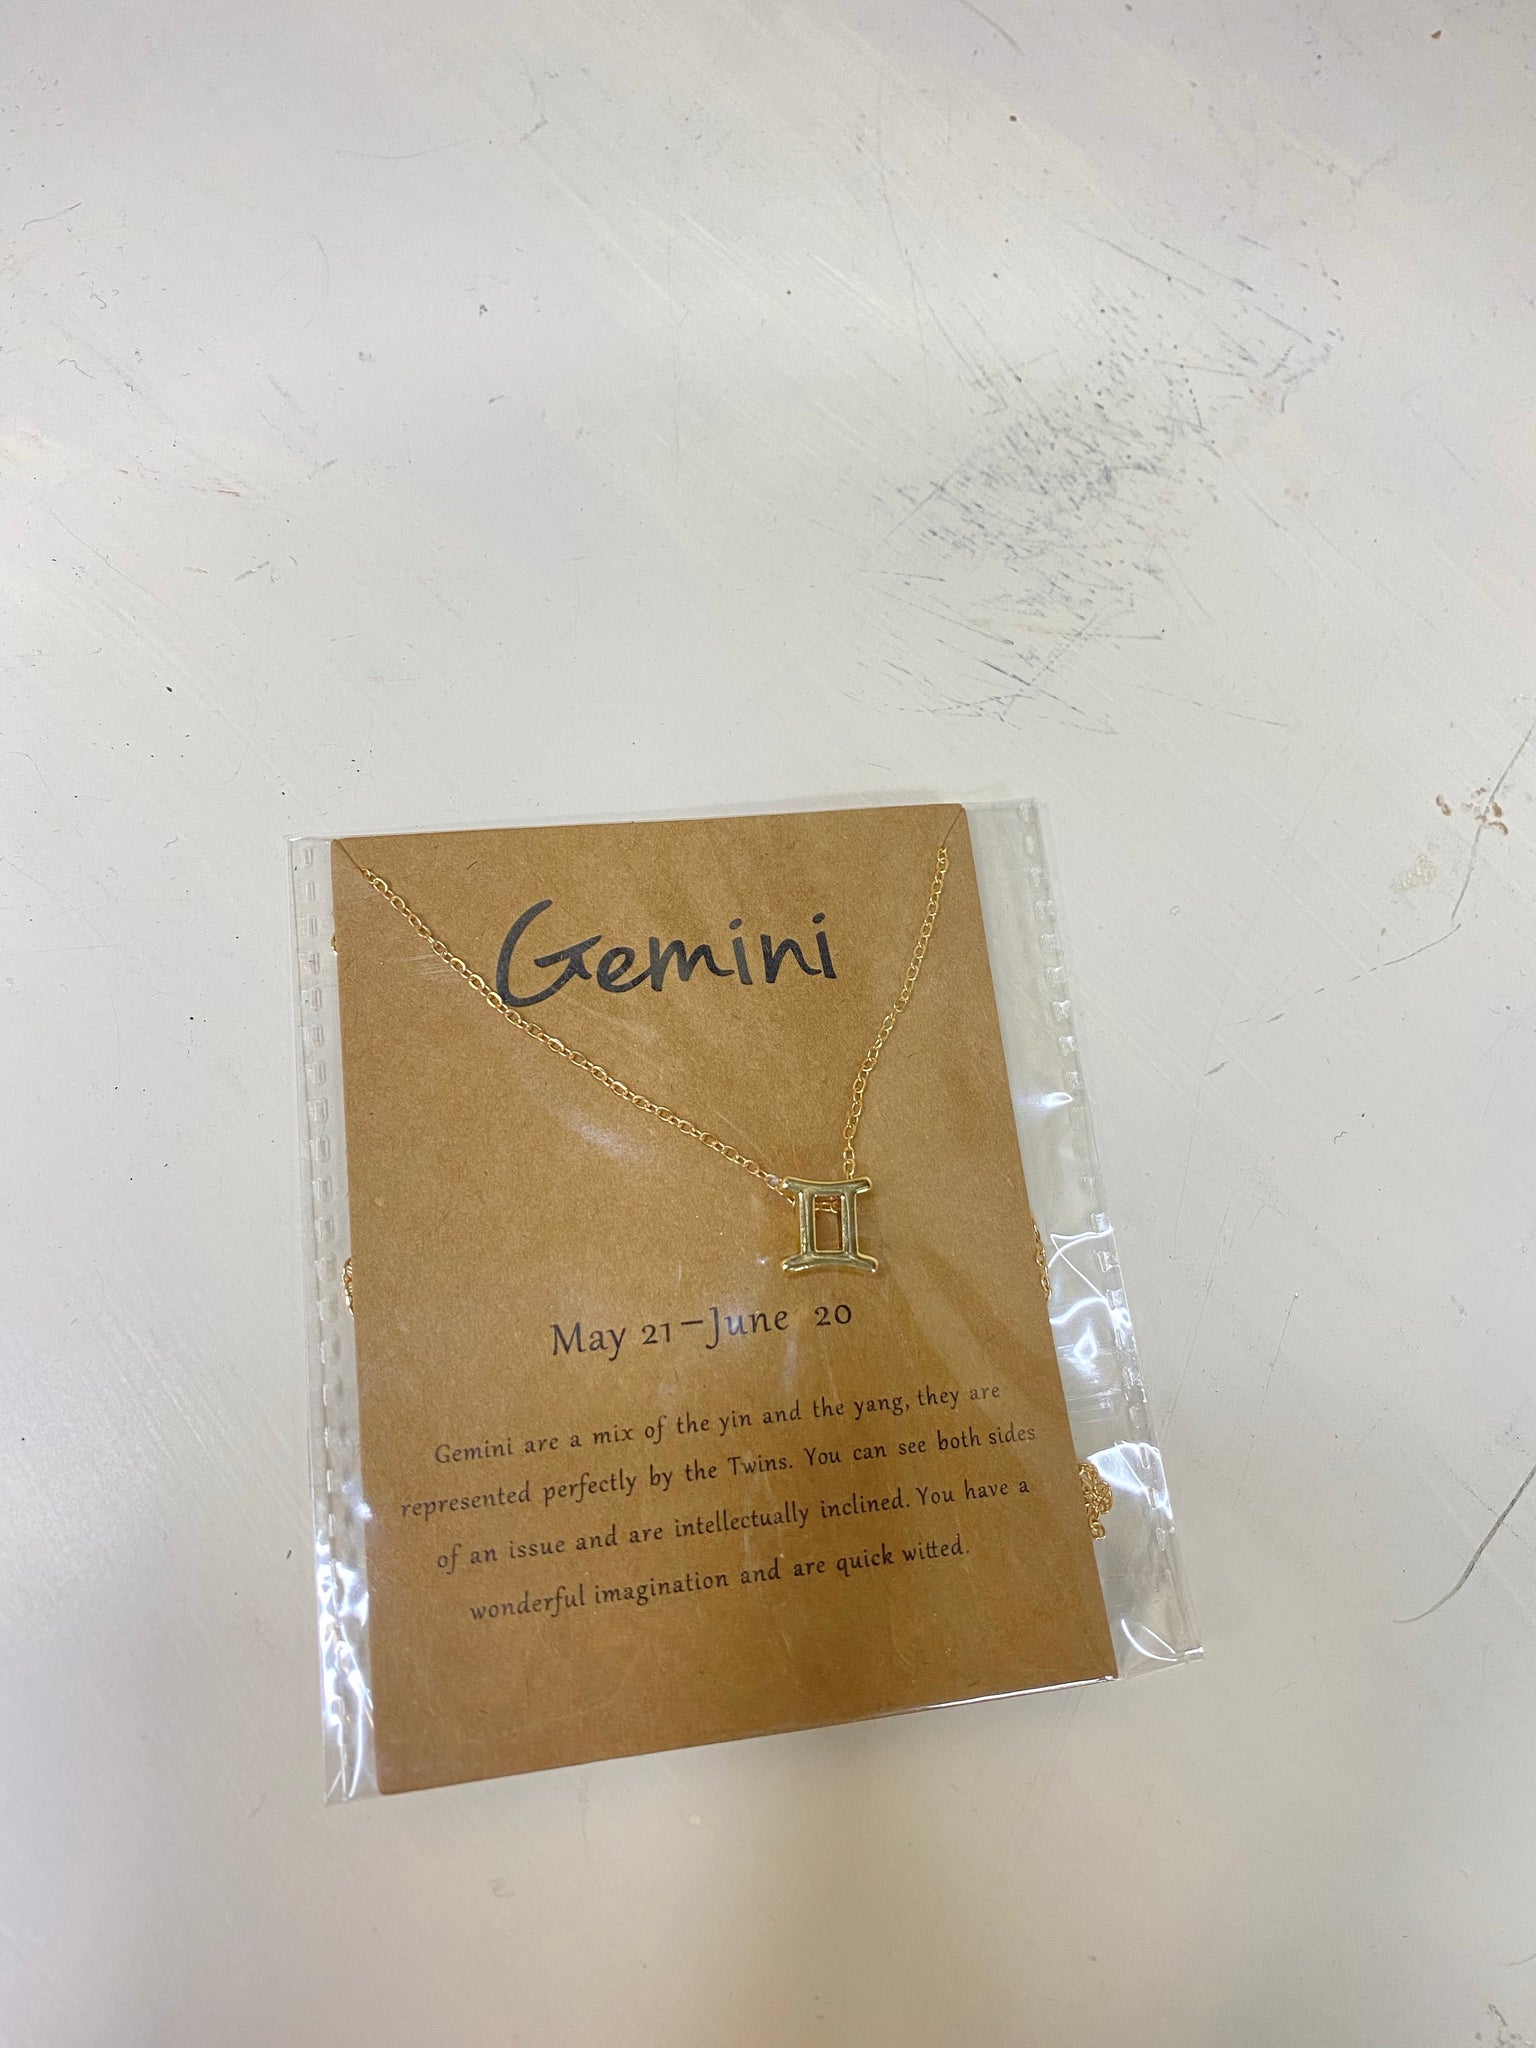 Gemini
May 21—June 20
Gemini are a mix of the yin and the yang, they are
represented perfectly by the Twins. You can see both sides
of an issue and are intellectually inclined. You have a
wonderful imagination and are quick witted.